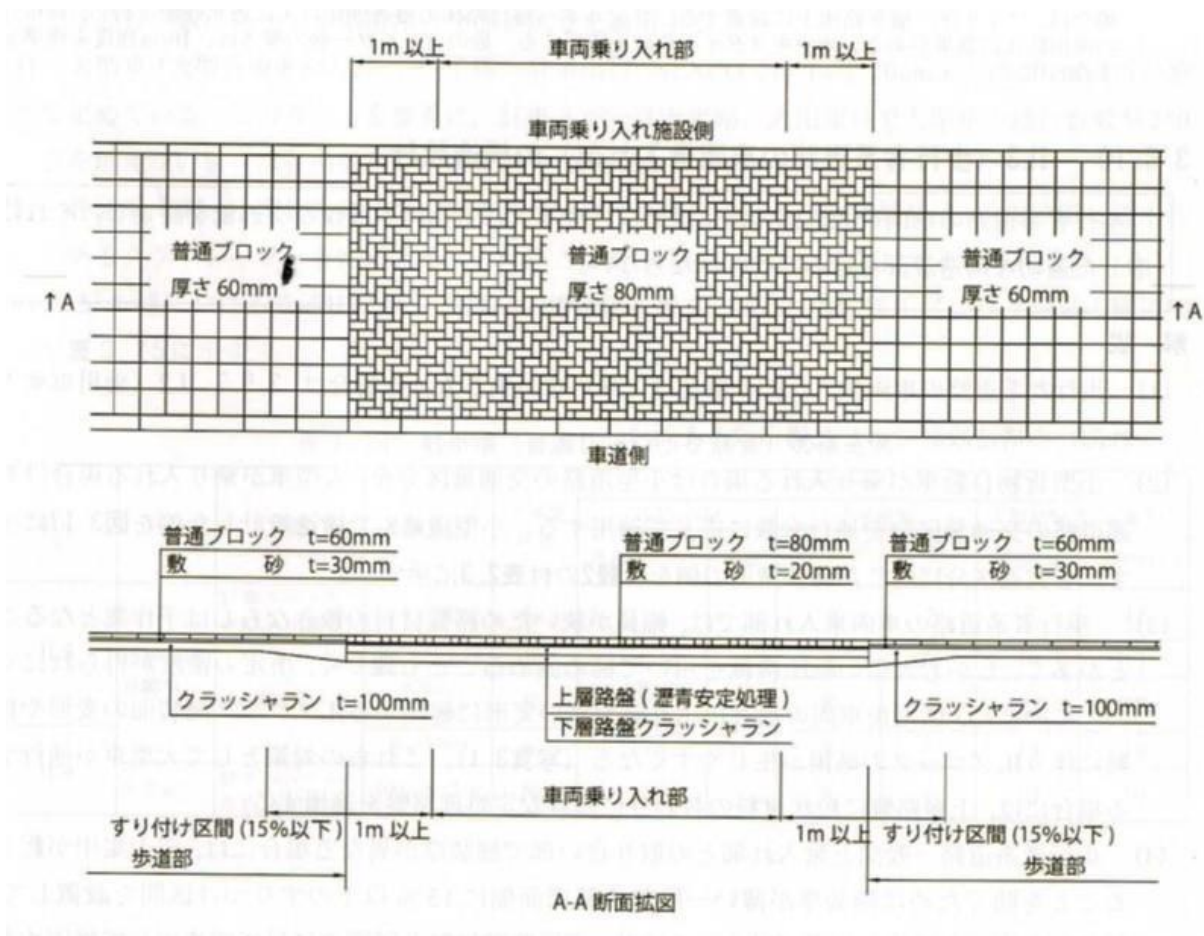 1m 以上
車両乗り入れ部
1m 以上
車両乗り入れ施設側
普通ブロック
厚さ 60mm
普通ブロック
厚さ 80mm
普通ブロック
厚さ 60mm
↑A
↑A
車道側
普通ブロック t=60mm
敷 砂 t=30mm
普通ブロック t=80mm
敷 砂 t=20mm
普通ブロック t=60mm
敷 砂 t=30mm
クラッシャラン t=100mm
上層路盤 ( 瀝青安定処理 )
下層路盤クラッシャラン
クラッシャラン t=100mm
車両乗り入れ部
すり付け区間 (15%以下 )
1m 以上
1m 以上
すり付け区間 (15%以下 )
歩道部
歩道部
A-A 断面拡図